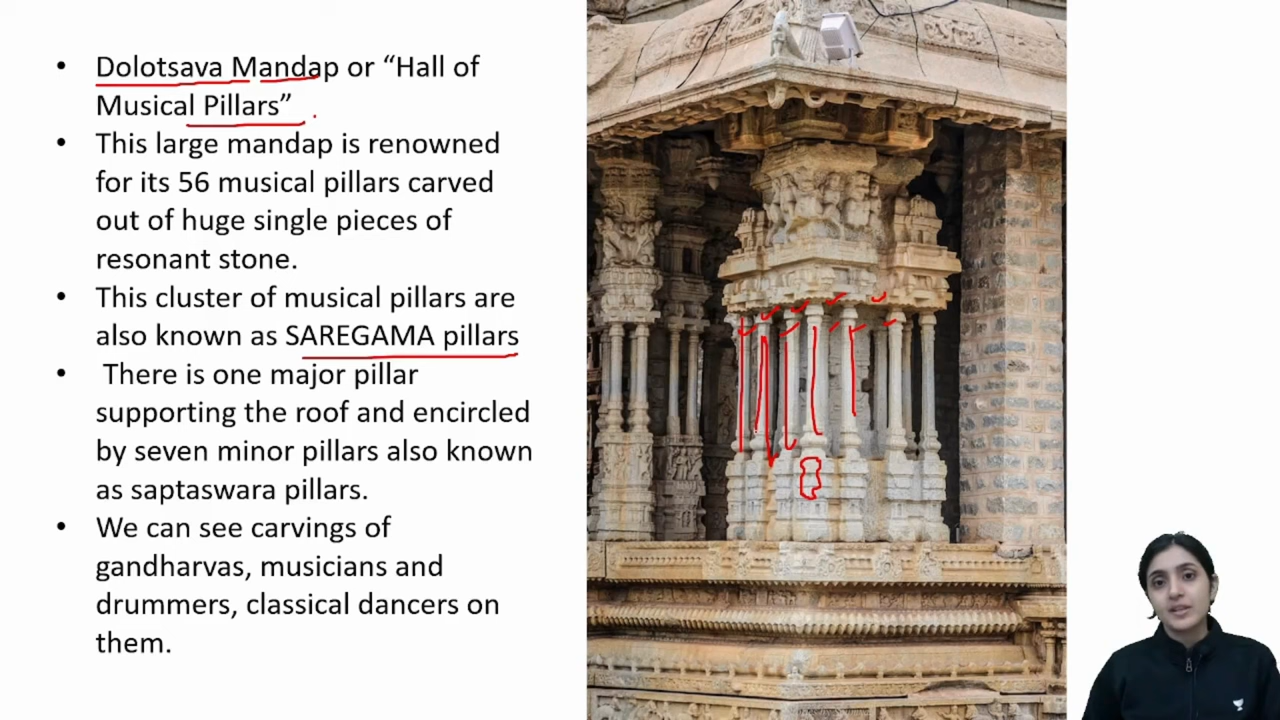 • Dolotsava Mandap or “Hall of
Musical Pillars”
• This large mandap is renowned
for its 56 musical pillars carved
out of huge single pieces of
resonant stone.
• This cluster of musical pillars are
also known as SAREGAMA pillars
• There is one major pillar
supporting the roof and encircled
by seven minor pillars also known
as saptaswara pillars.
• We can see carvings of
gandharvas, musicians and
drummers, classical dancers on
them.